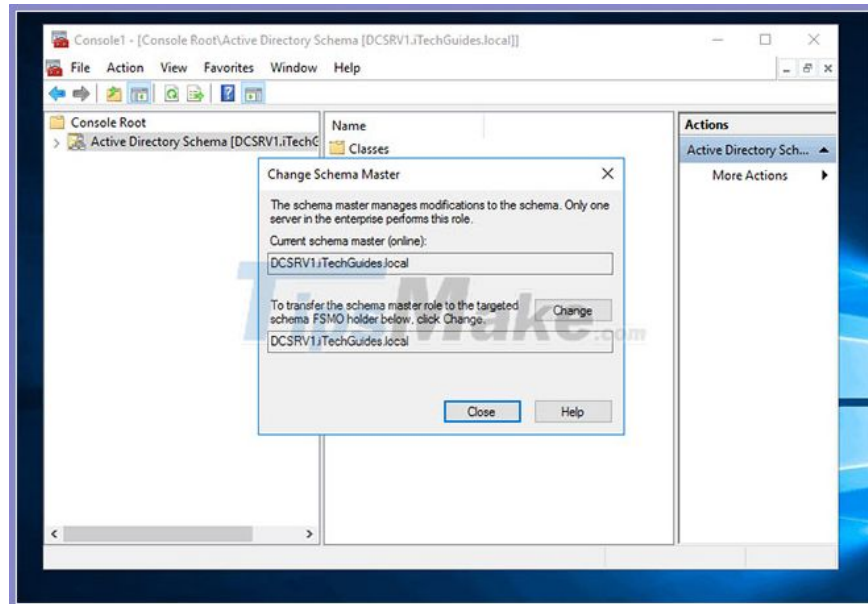 Console1 - [Console Root\Active Directory Schema [DCSRV1.iTechGuides.local]]
File Action View Favorites Window Help
Console Root
Active Directory Schema [DCSRV1.iTechG
Name
Classes
Actions
Active Directory Sch...
More Actions
Change Schema Master
The schema master manages modifications to the schema. Only one
server in the enterprise performs this role.
Current schema master (online):
DCSRV1.iTechGuides.local
To transfer the schema master role to the targeted
schema FSMO holder below, click Change.
Change
DCSRV1.iTechGuides.local
Close Help
TipsMake.com